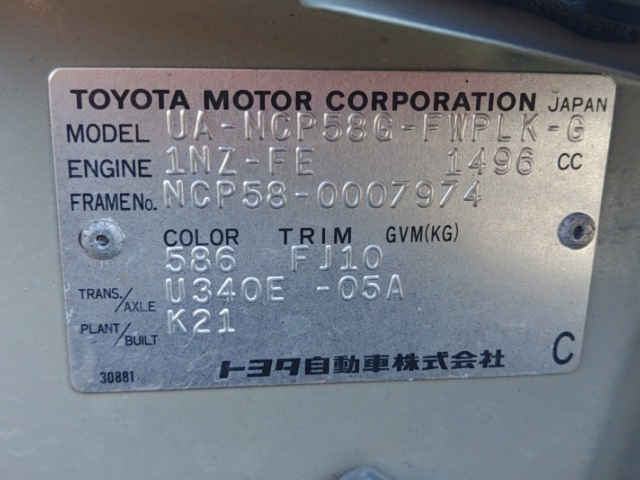 TOYOTA MOTOR CORPORATION JAPAN
MODEL UA-NCP58G-FWPLK-G
ENGINE 1NZ-FE 1496 CC
FRAME No. NCP58-0007974
COLOR TRIM GVM(KG)
586 FJ10
TRANS./AXLE U340E -05A
PLANT/BUILT K21
トヨタ自動車株式会社 C
30881